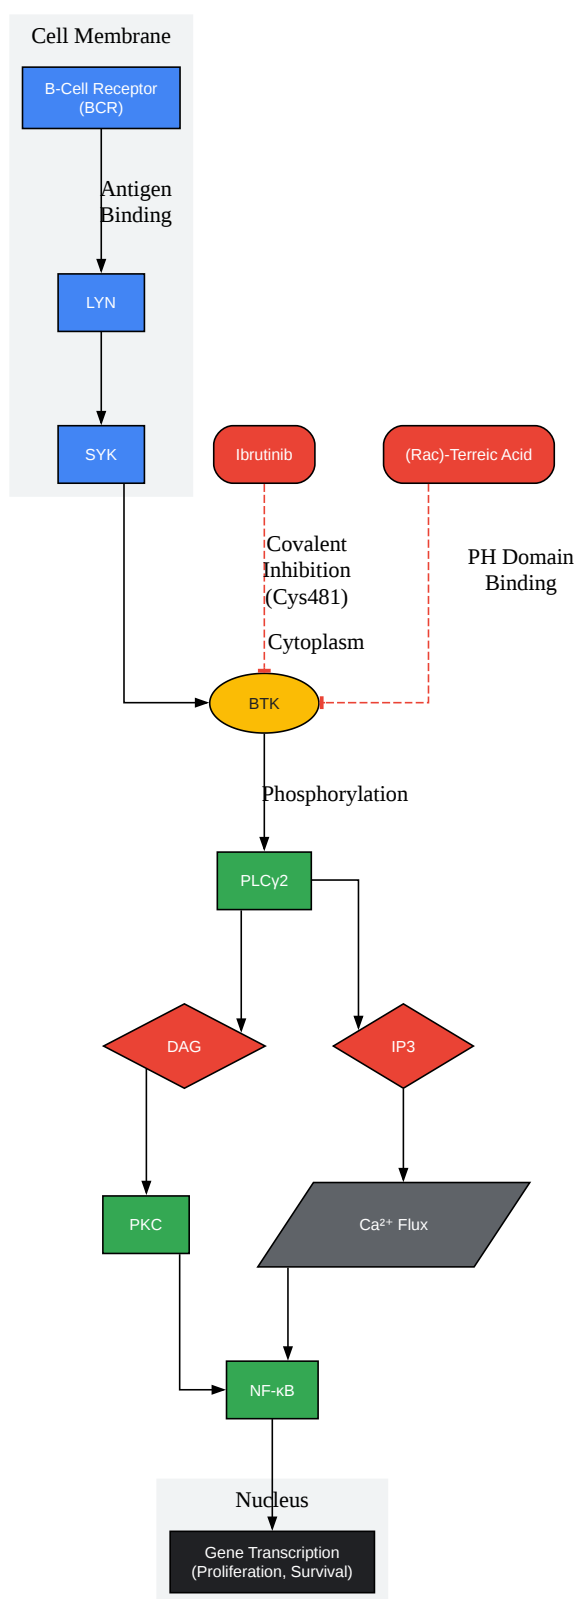 Cell Membrane
B-Cell Receptor
(BCR)
Antigen
Binding
LYN
SYK
Ibrutinib
(Rac)-Terreic Acid
Covalent
Inhibition
(Cys481)
PH Domain
Binding
Cytoplasm
BTK
Phosphorylation
PLCγ2
DAG
IP3
PKC
Ca²⁺ Flux
NF-κB
Nucleus
Gene Transcription
(Proliferation, Survival)